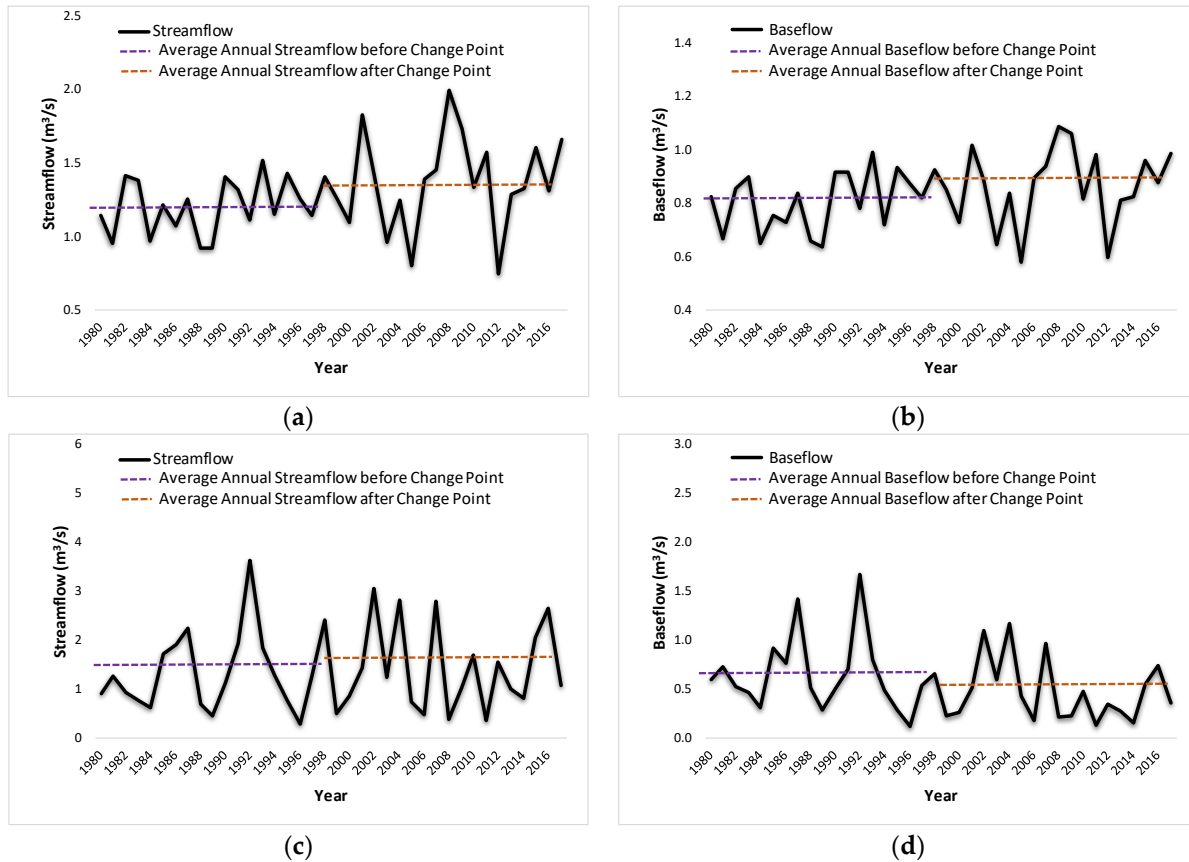 2.5
2.0
1.5
1.0
0.5
Streamflow (m³/s)
Streamflow
Average Annual Streamflow before Change Point
Average Annual Streamflow after Change Point
1980 1982 1984 1986 1988 1990 1992 1994 1996 1998 2000 2002 2004 2006 2008 2010 2012 2014 2016
Year
(a)
1.4
1.2
1.0
0.8
0.6
0.4
Baseflow (m³/s)
Baseflow
Average Annual Baseflow before Change Point
Average Annual Baseflow after Change Point
1980 1982 1984 1986 1988 1990 1992 1994 1996 1998 2000 2002 2004 2006 2008 2010 2012 2014 2016
Year
(b)
6
5
4
3
2
1
0
Streamflow (m³/s)
Streamflow
Average Annual Streamflow before Change Point
Average Annual Streamflow after Change Point
1980 1982 1984 1986 1988 1990 1992 1994 1996 1998 2000 2002 2004 2006 2008 2010 2012 2014 2016
Year
(c)
3.0
2.5
2.0
1.5
1.0
0.5
0.0
Baseflow (m³/s)
Baseflow
Average Annual Baseflow before Change Point
Average Annual Baseflow after Change Point
1980 1982 1984 1986 1988 1990 1992 1994 1996 1998 2000 2002 2004 2006 2008 2010 2012 2014 2016
Year
(d)